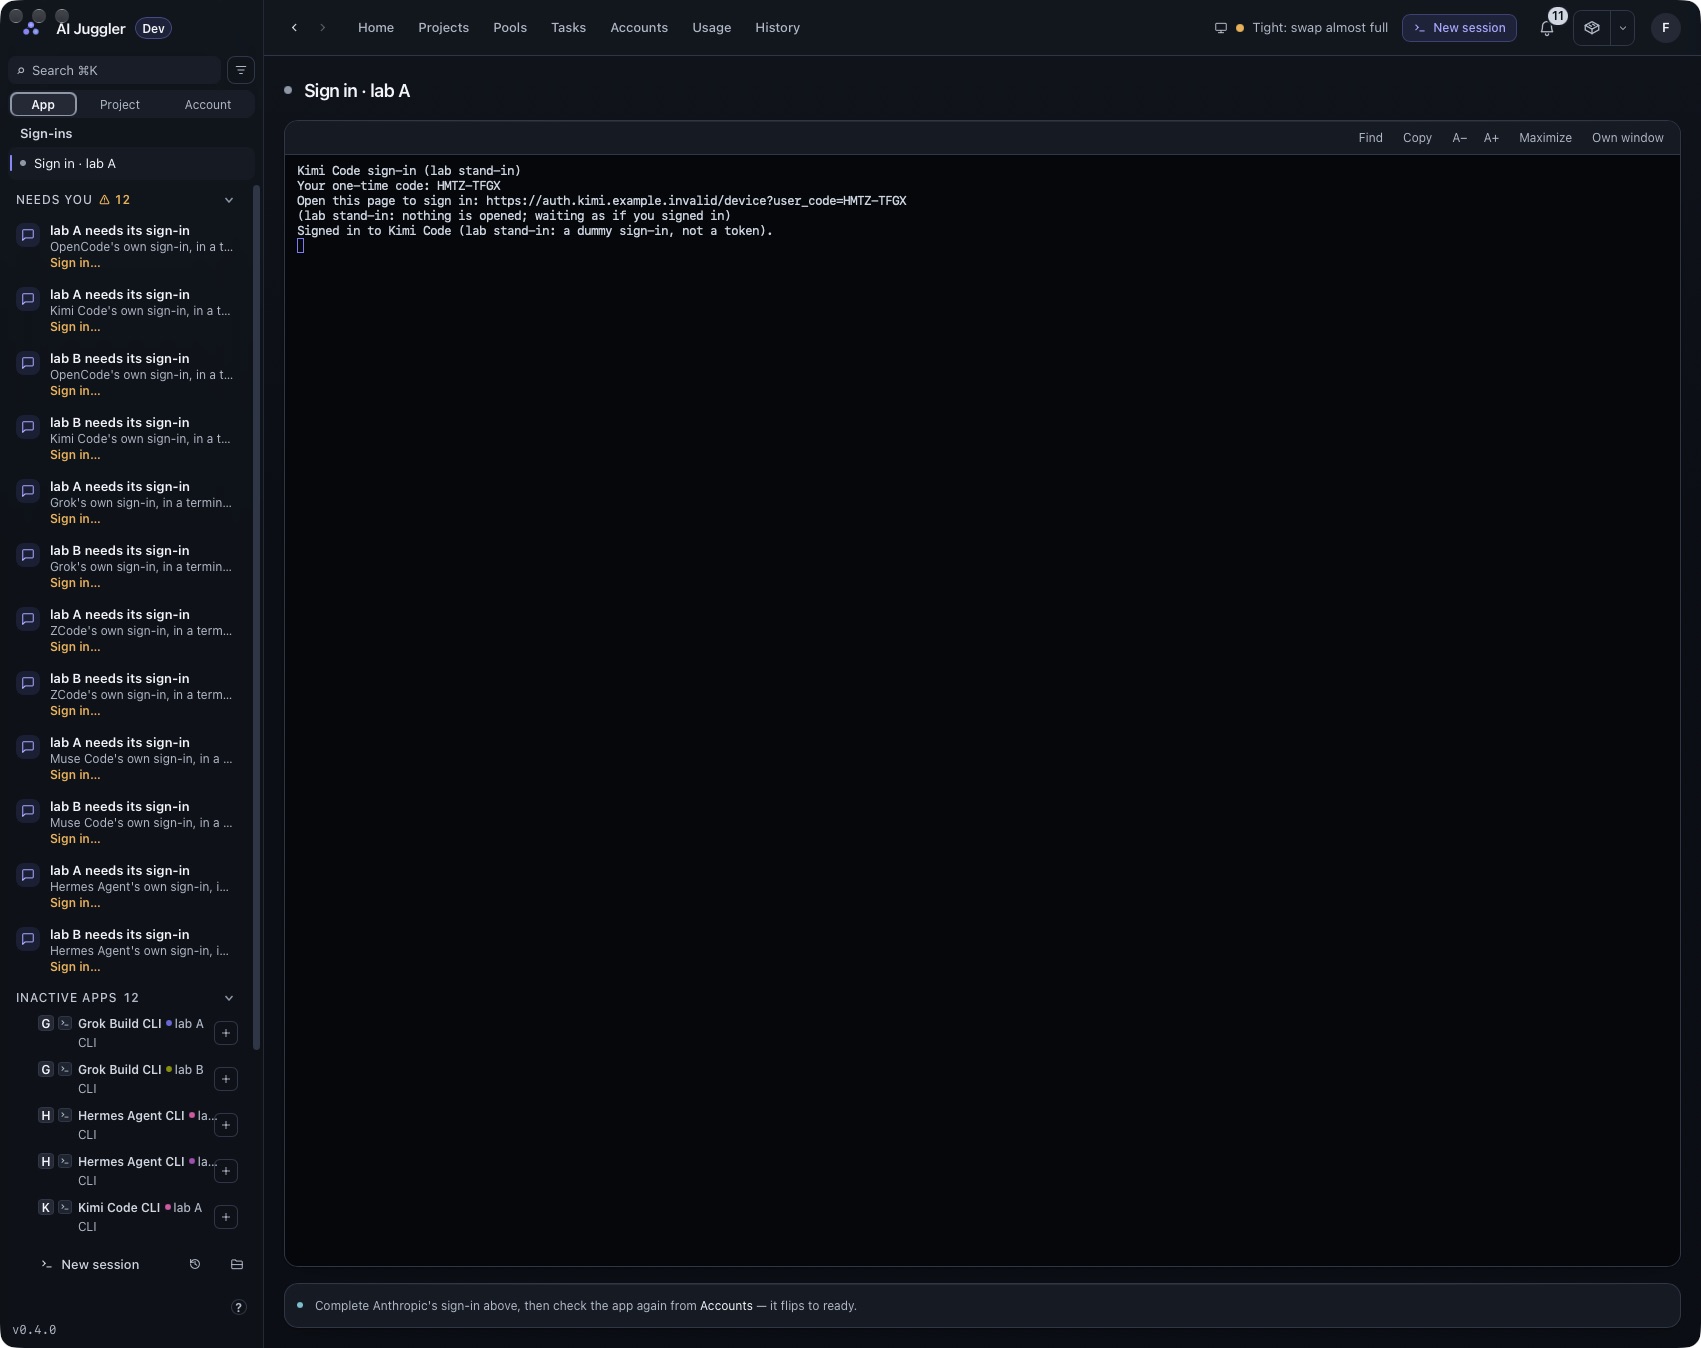 AI Juggler Dev
Search ⌘K
App Project Account
Sign-ins
Sign in · lab A
NEEDS YOU 12
lab A needs its sign-in
OpenCode's own sign-in, in a t...
Sign in...
lab A needs its sign-in
Kimi Code's own sign-in, in a t...
Sign in...
lab B needs its sign-in
OpenCode's own sign-in, in a t...
Sign in...
lab B needs its sign-in
Kimi Code's own sign-in, in a t...
Sign in...
lab A needs its sign-in
Grok's own sign-in, in a termin...
Sign in...
lab B needs its sign-in
Grok's own sign-in, in a termin...
Sign in...
lab A needs its sign-in
ZCode's own sign-in, in a term...
Sign in...
lab B needs its sign-in
ZCode's own sign-in, in a term...
Sign in...
lab A needs its sign-in
Muse Code's own sign-in, in a ...
Sign in...
lab B needs its sign-in
Muse Code's own sign-in, in a ...
Sign in...
lab A needs its sign-in
Hermes Agent's own sign-in, i...
Sign in...
lab B needs its sign-in
Hermes Agent's own sign-in, i...
Sign in...
INACTIVE APPS 12
G Grok Build CLI lab A
CLI
G Grok Build CLI lab B
CLI
H Hermes Agent CLI la...
CLI
H Hermes Agent CLI la...
CLI
K Kimi Code CLI lab A
CLI
New session
?
v0.4.0
Home Projects Pools Tasks Accounts Usage History
Tight: swap almost full New session 11 F
Sign in · lab A
Find Copy A− A+ Maximize Own window
Kimi Code sign-in (lab stand-in)
Your one-time code: HMTZ-TFGX
Open this page to sign in: https://auth.kimi.example.invalid/device?user_code=HMTZ-TFGX
(lab stand-in: nothing is opened; waiting as if you signed in)
Signed in to Kimi Code (lab stand-in: a dummy sign-in, not a token).
Complete Anthropic's sign-in above, then check the app again from Accounts — it flips to ready.